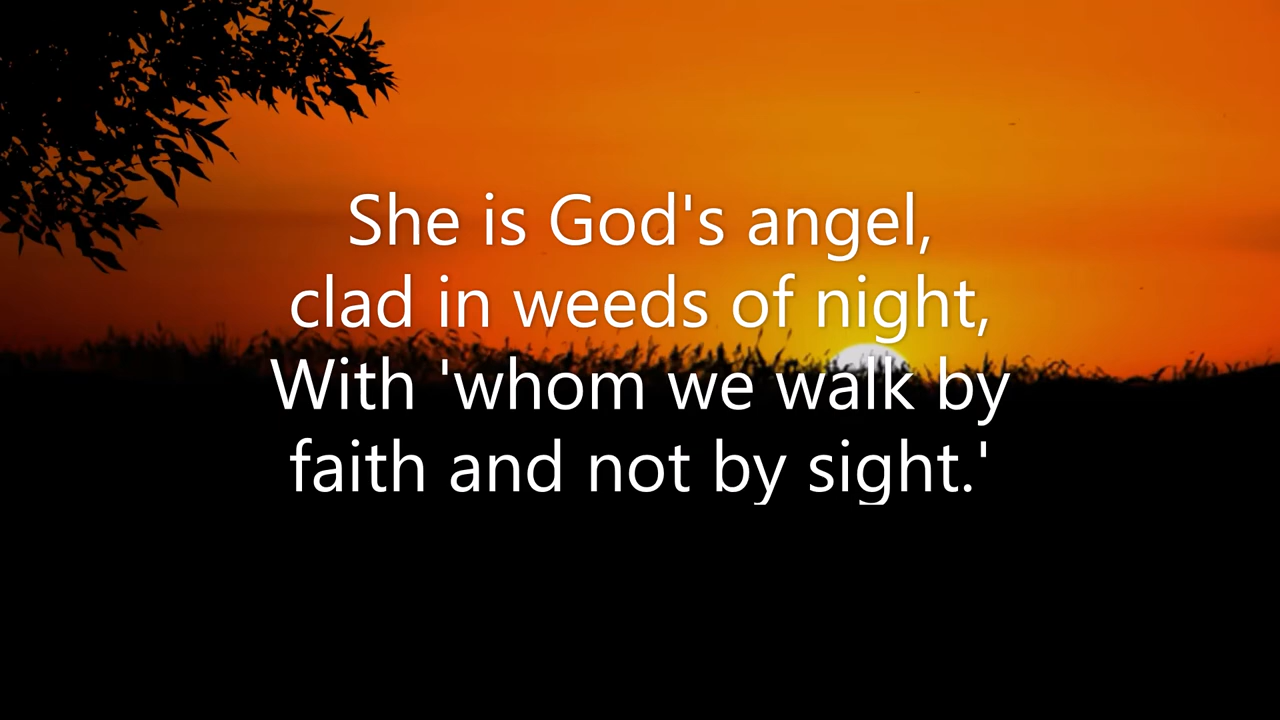 She is God's angel,
clad in weeds of night,
With 'whom we walk by
faith and not by sight.'